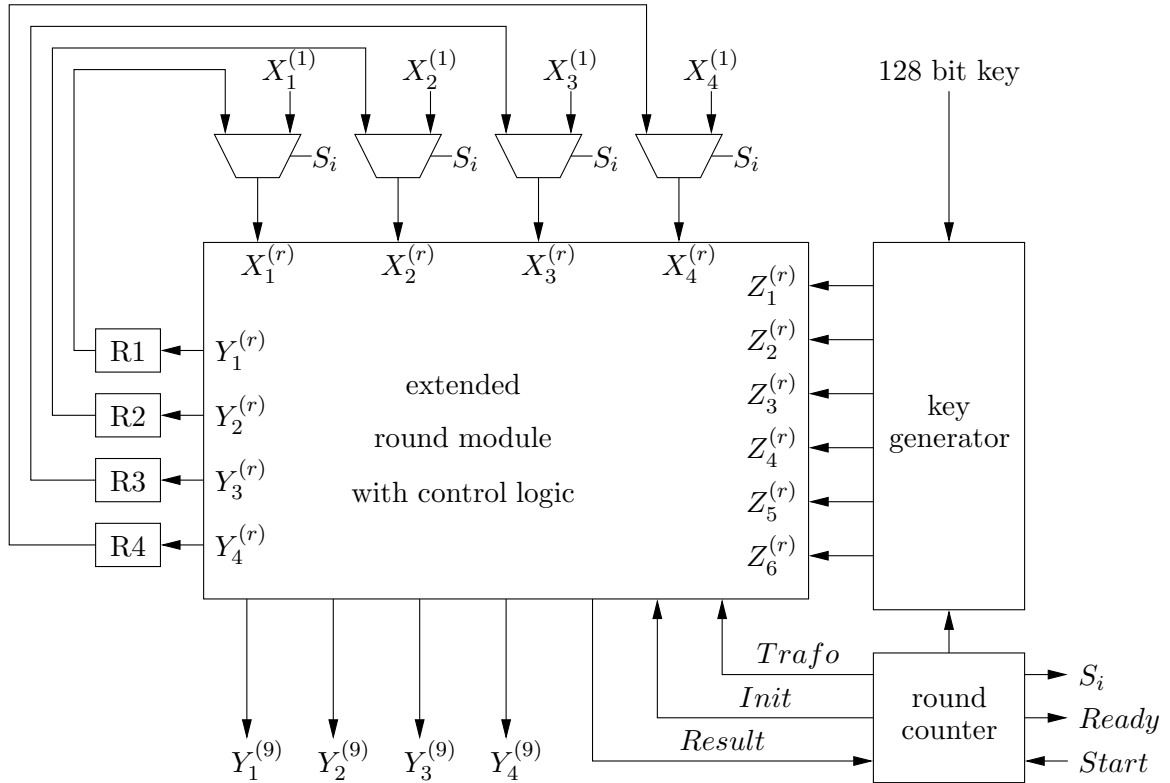 X_1^{(1)} X_2^{(1)} X_3^{(1)} X_4^{(1)} 128 bit key
S_i S_i S_i S_i
X_1^{(r)} X_2^{(r)} X_3^{(r)} X_4^{(r)}
Z_1^{(r)}
Z_2^{(r)}
R1 Y_1^{(r)}
extended
Z_3^{(r)}
R2 Y_2^{(r)}
key
generator
round module
Z_4^{(r)}
R3 Y_3^{(r)}
with control logic
Z_5^{(r)}
R4 Y_4^{(r)}
Z_6^{(r)}
Trafo
S_i
Init
round
counter
Ready
Result
Start
Y_1^{(9)} Y_2^{(9)} Y_3^{(9)} Y_4^{(9)}